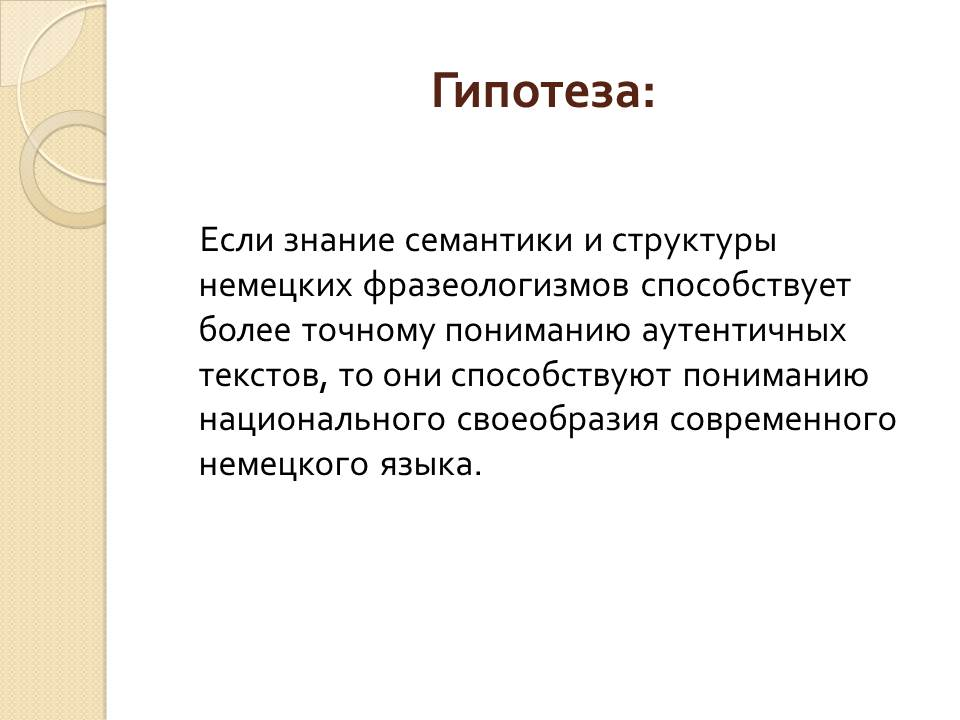 Гипотеза:
Если знание семантики и структуры
немецких фразеологизмов способствует
более точному пониманию аутентичных
текстов, то они способствуют пониманию
национального своеобразия современного
немецкого языка.